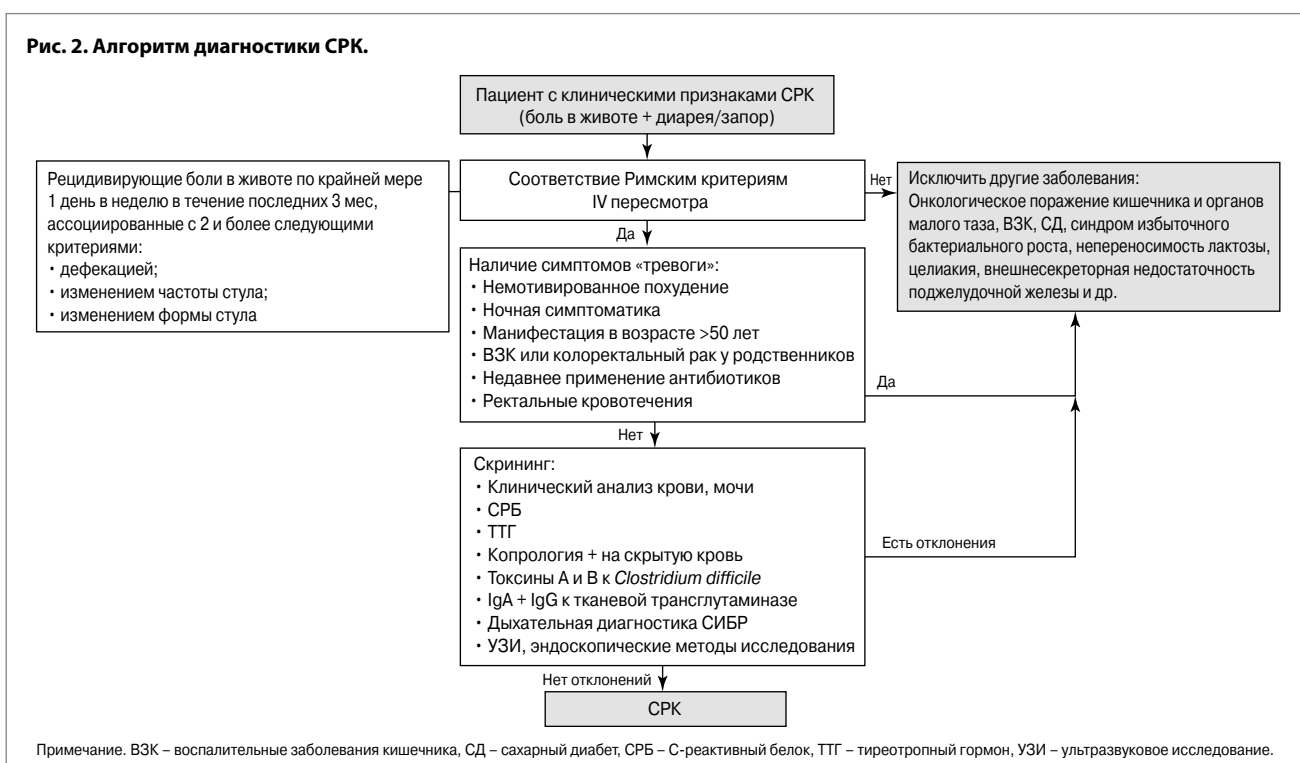 Рис. 2. Алгоритм диагностики СРК.
Пациент с клиническими признаками СРК
(боль в животе + диарея/запор)
Рецидивирующие боли в животе по крайней мере
1 день в неделю в течение последних 3 мес,
ассоциированные с 2 и более следующими
критериями:
• дефекацией;
• изменением частоты стула;
• изменением формы стула
Соответствие Римским критериям
IV пересмотра
Нет
Исключить другие заболевания:
Онкологическое поражение кишечника и органов
малого таза, ВЗК, СД, синдром избыточного
бактериального роста, непереносимость лактозы,
целиакия, внешнесекреторная недостаточность
поджелудочной железы и др.
Да
Наличие симптомов «тревоги»:
• Немотивированное похудение
• Ночная симптоматика
• Манифестация в возрасте >50 лет
• ВЗК или колоректальный рак у родственников
• Недавнее применение антибиотиков
• Ректальные кровотечения
Да
Нет
Скрининг:
• Клинический анализ крови, мочи
• СРБ
• ТТГ
• Копрология + на скрытую кровь
• Токсины А и В к Clostridium difficile
• IgA + IgG к тканевой трансглутаминазе
• Дыхательная диагностика СИБР
• УЗИ, эндоскопические методы исследования
Есть отклонения
Нет отклонений
СРК
Примечание. ВЗК – воспалительные заболевания кишечника, СД – сахарный диабет, СРБ – С-реактивный белок, ТТГ – тиреотропный гормон, УЗИ – ультразвуковое исследование.